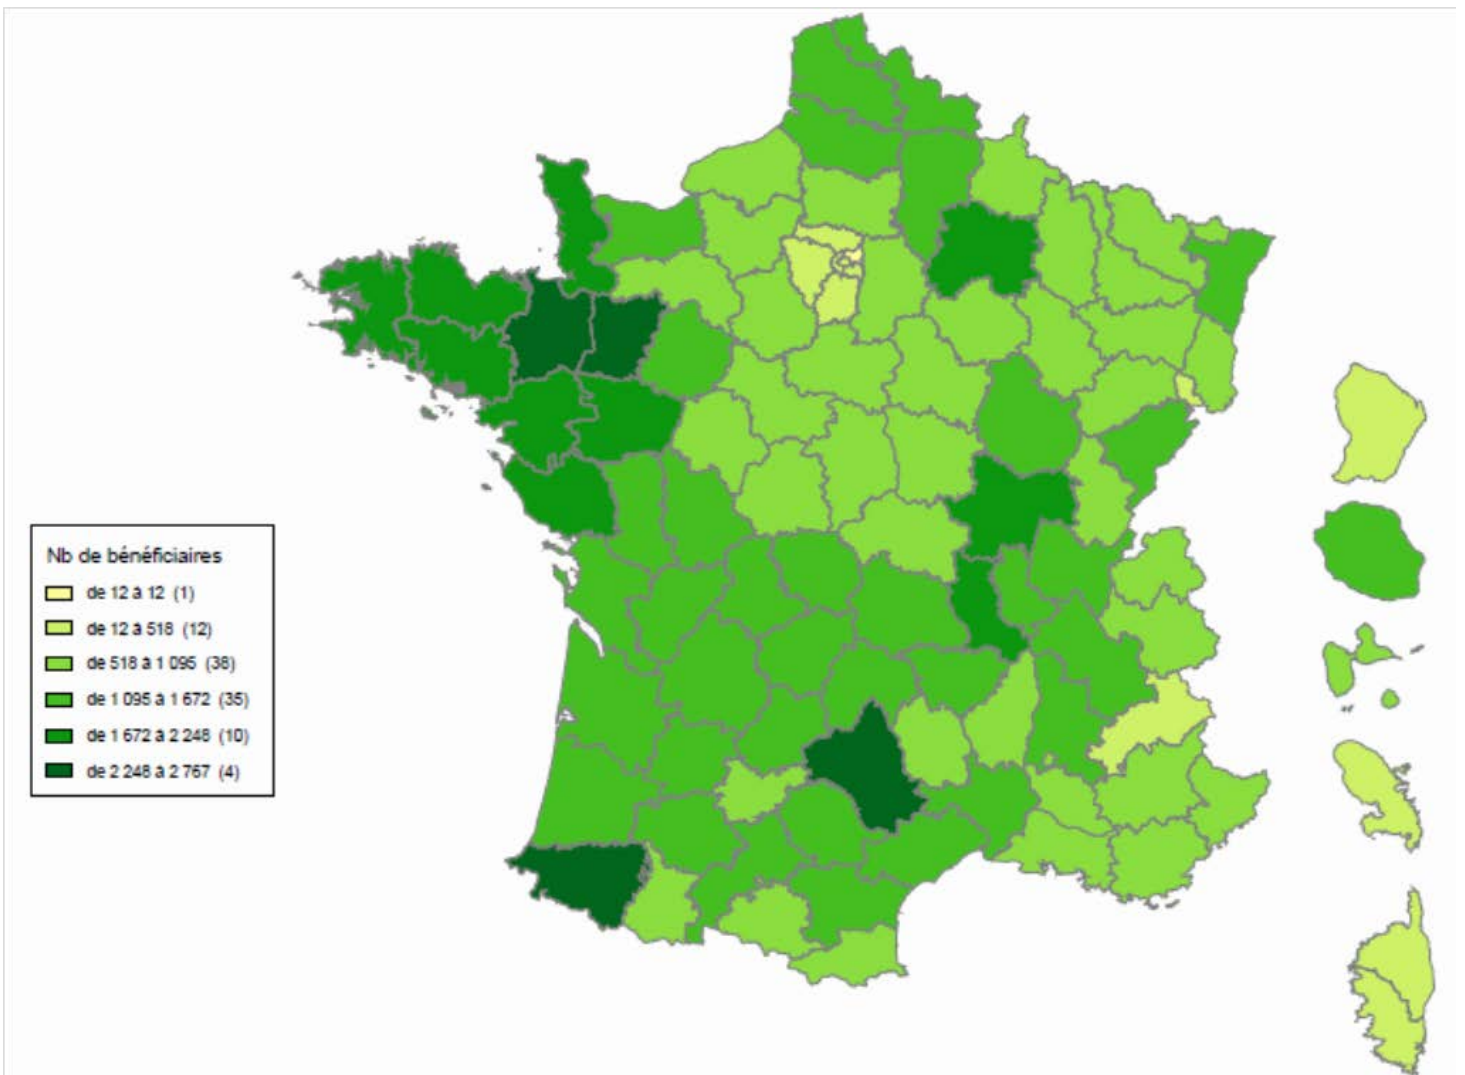 Nb de bénéficiaires
de 12 à 12 (1)
de 12 à 518 (12)
de 518 à 1 095 (38)
de 1 095 à 1 672 (35)
de 1 672 à 2 248 (10)
de 2 248 à 2 767 (4)